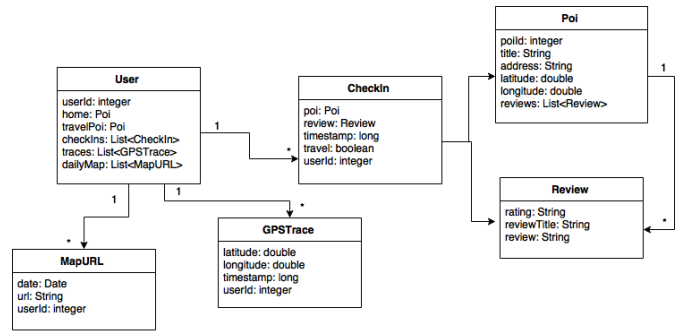 Poi
poiId: integer
title: String
address: String
latitude: double
longitude: double
reviews: List<Review>
1
User
userId: integer
home: Poi
travelPoi: Poi
checkIns: List<CheckIn>
traces: List<GPSTrace>
dailyMap: List<MapURL>
1
*
1
1
CheckIn
poi: Poi
review: Review
timestamp: long
travel: boolean
userId: integer
Review
rating: String
reviewTitle: String
review: String
*
*
MapURL
date: Date
url: String
userId: integer
*
GPSTrace
latitude: double
longitude: double
timestamp: long
userId: integer